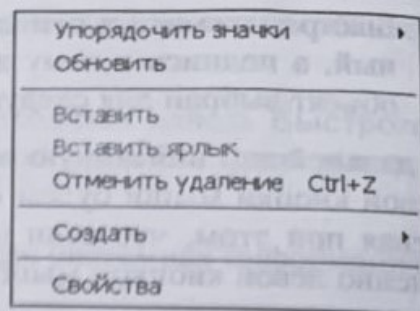 Упорядочить значки
Обновить
Вставить
Вставить ярлык
Отменить удаление Ctrl+Z
Создать
Свойства